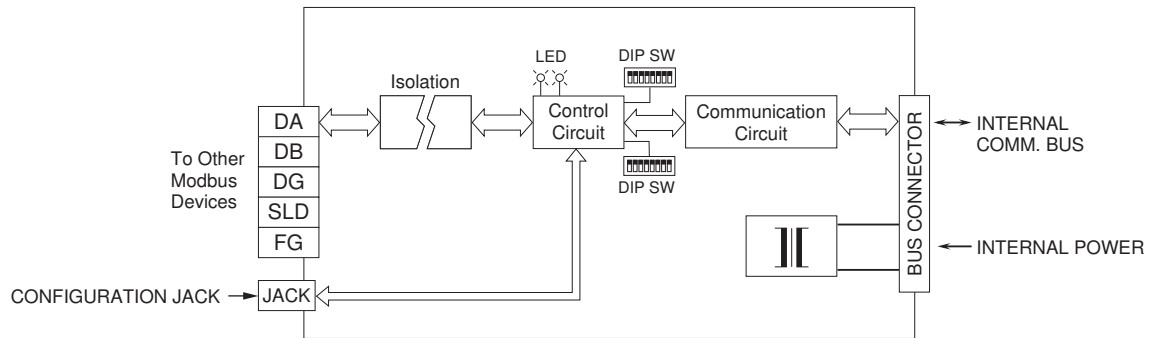 LED
DIP SW
Isolation
Control
Circuit
Communication
Circuit
DIP SW
To Other
Modbus
Devices
DA
DB
DG
SLD
FG
JACK
CONFIGURATION JACK
BUS CONNECTOR
INTERNAL
COMM. BUS
INTERNAL POWER